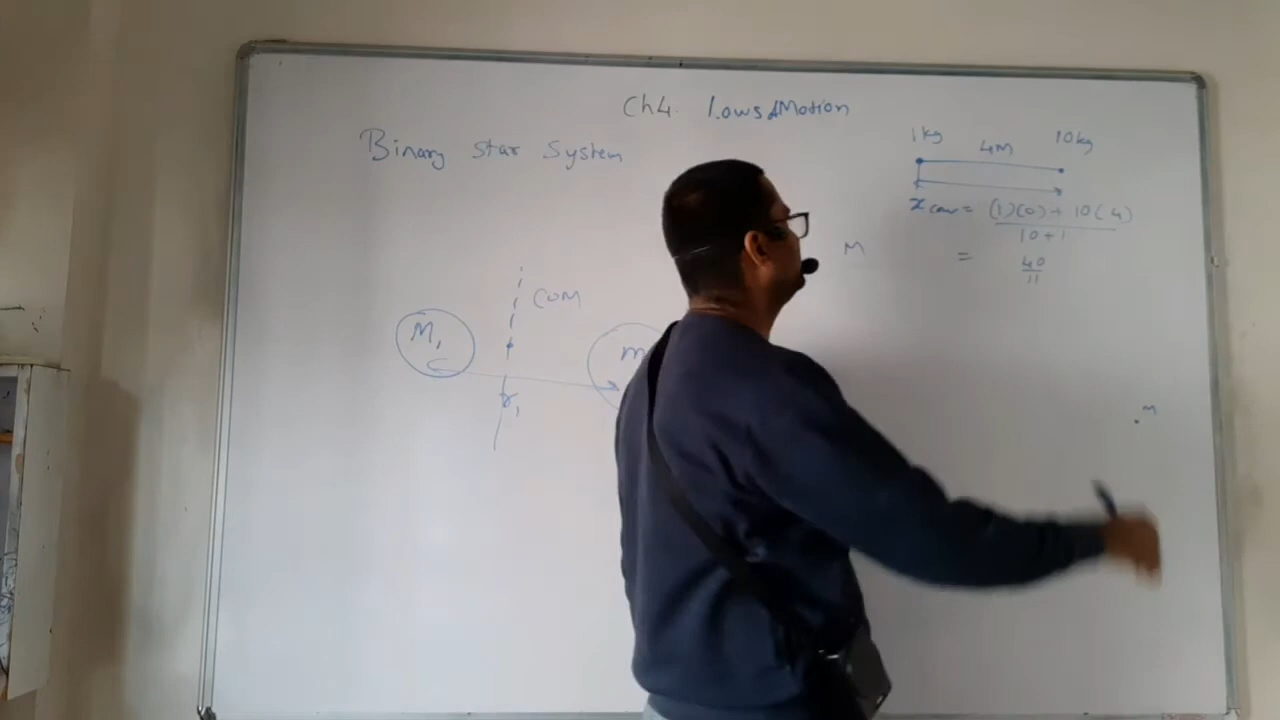 Ch4. Laws of Motion
Binary Star System
1kg 4M 10kg
x com = (1)(0) + 10(4)
10+1
= 40
11
M
COM
M1
m
r1
m